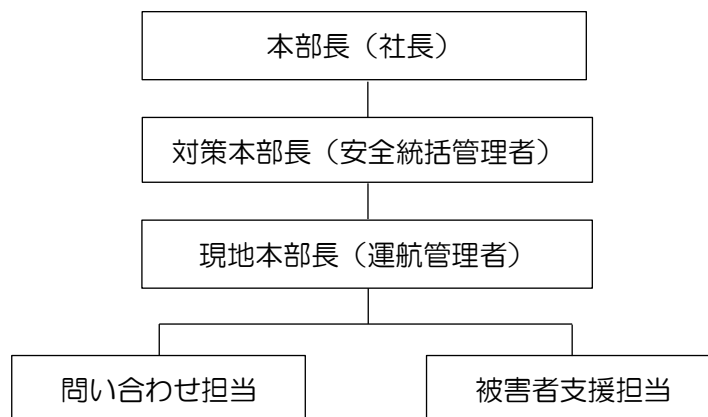 本部長（社長）
対策本部長（安全統括管理者）
現地本部長（運航管理者）
問い合わせ担当
被害者支援担当